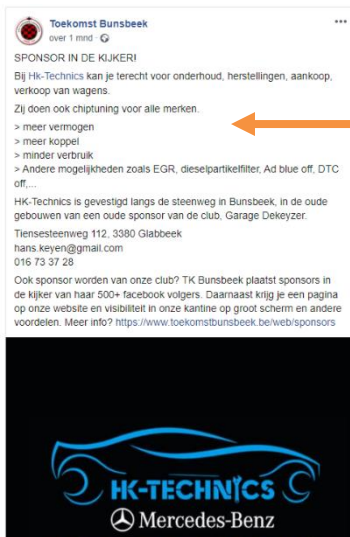 Toekomst Bunsbeek
over 1 mnd ·
SPONSOR IN DE KIJKER!
Bij Hk-Technics kan je terecht voor onderhoud, herstellingen, aankoop,
verkoop van wagens.
Zij doen ook chiptuning voor alle merken.
> meer vermogen
> meer koppel
> minder verbruik
> Andere mogelijkheden zoals EGR, dieselpartikelfilter, Ad blue off, DTC
off,...
HK-Technics is gevestigd langs de steenweg in Bunsbeek, in de oude
gebouwen van een oude sponsor van de club, Garage Dekeyzer.
Tiensesteenweg 112, 3380 Glabbeek
hans.keyen@gmail.com
016 73 37 28
Ook sponsor worden van onze club? TK Bunsbeek plaatst sponsors in
de kijker van haar 500+ facebook volgers. Daarnaast krijg je een pagina
op onze website en visibiliteit in onze kantine op groot scherm en andere
voordelen. Meer info? https://www.toekomstbunsbeek.be/web/sponsors
HK-TECHNICS
Mercedes-Benz